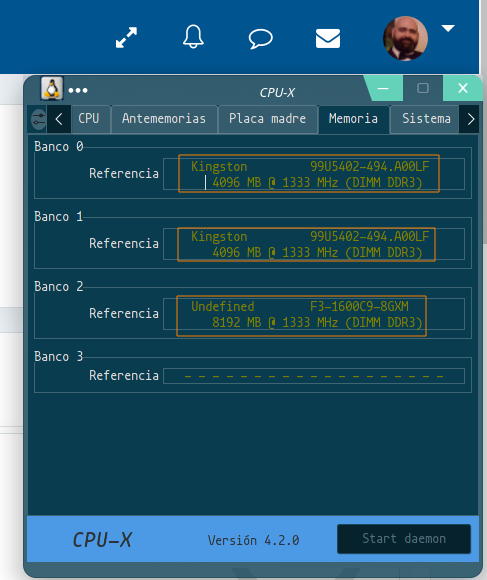 CPU-X
CPU
Antememorias
Placa madre
Memoria
Sistema
Banco 0
Referencia
Kingston 99U5402-494.A00LF
4096 MB @ 1333 MHz (DIMM DDR3)
Banco 1
Referencia
Kingston 99U5402-494.A00LF
4096 MB @ 1333 MHz (DIMM DDR3)
Banco 2
Referencia
Undefined F3-1600C9-8GXM
8192 MB @ 1333 MHz (DIMM DDR3)
Banco 3
Referencia
- - - - - - - - - - - - - - - - - -
CPU-X
Versión 4.2.0
Start daemon